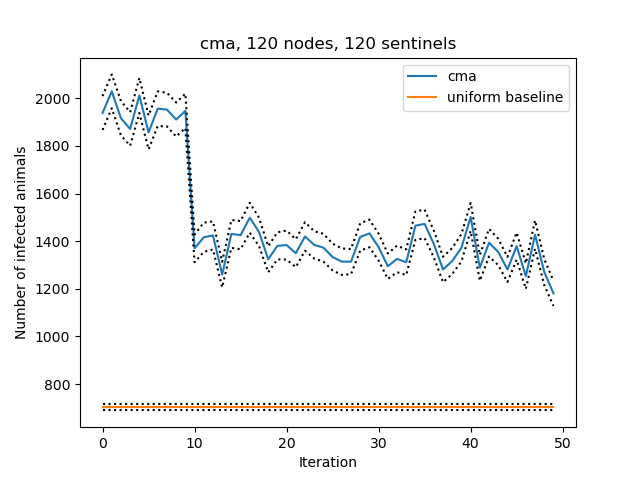 cma, 120 nodes, 120 sentinels
cma
uniform baseline
Number of infected animals
2000
1800
1600
1400
1200
1000
800
0 10 20 30 40 50
Iteration